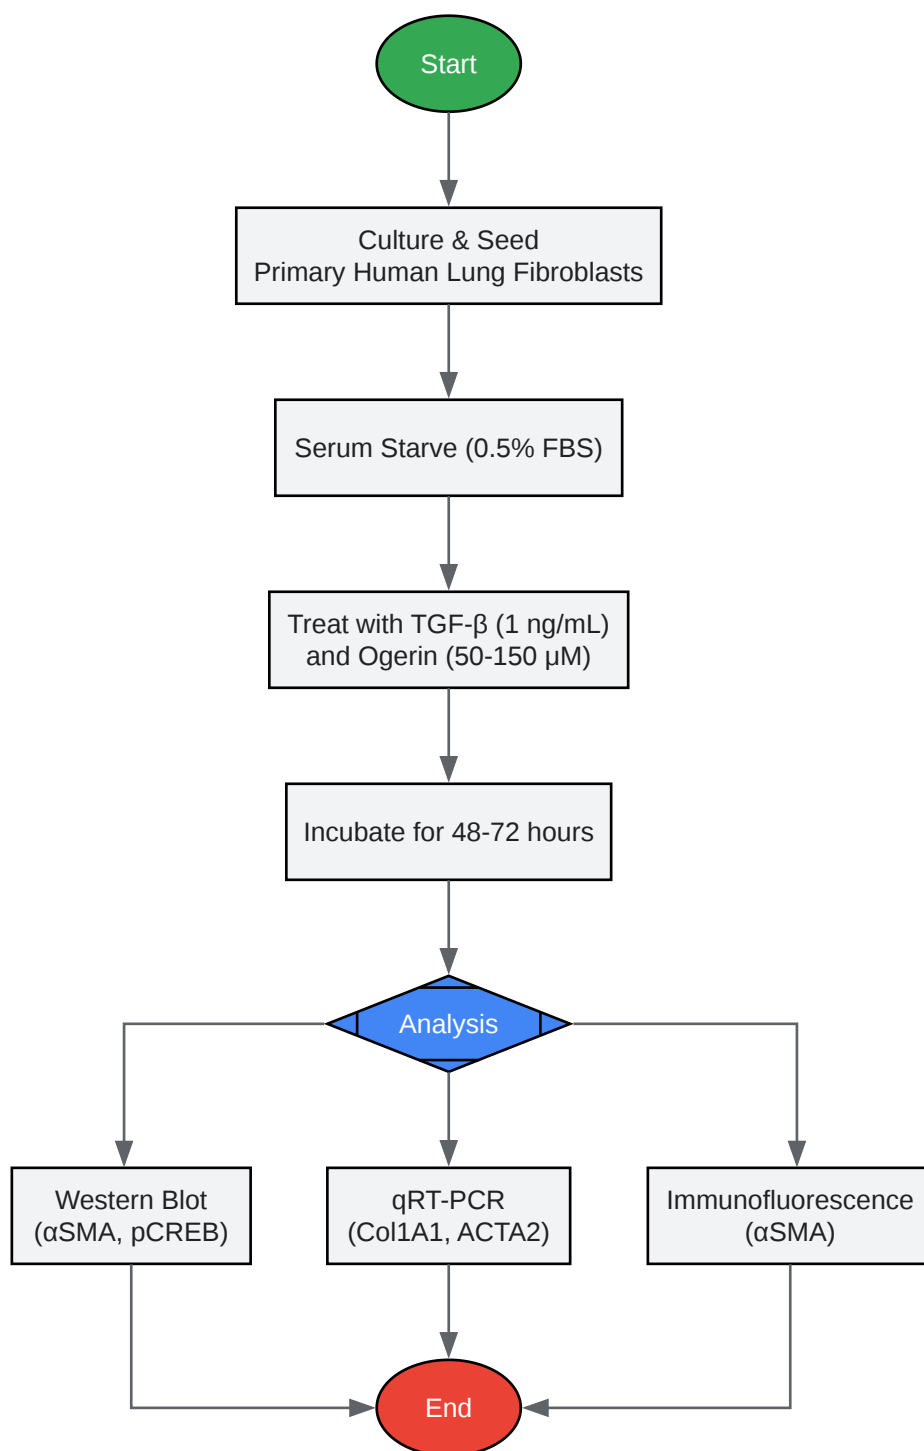 Start
Culture & Seed
Primary Human Lung Fibroblasts
Serum Starve (0.5% FBS)
Treat with TGF-β (1 ng/mL)
and Ogerin (50-150 μM)
Incubate for 48-72 hours
Analysis
Western Blot
(αSMA, pCREB)
qRT-PCR
(Col1A1, ACTA2)
Immunofluorescence
(αSMA)
End